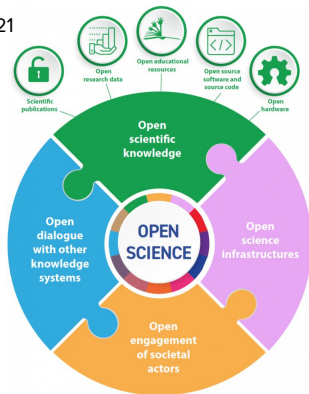 21
Scientific
publications
Open
research data
Open educational
resources
Open source
software and
source code
Open
hardware
Open
scientific
knowledge
Open
dialogue
with other
knowledge
systems
OPEN
SCIENCE
Open
science
infrastructures
Open
engagement
of societal
actors